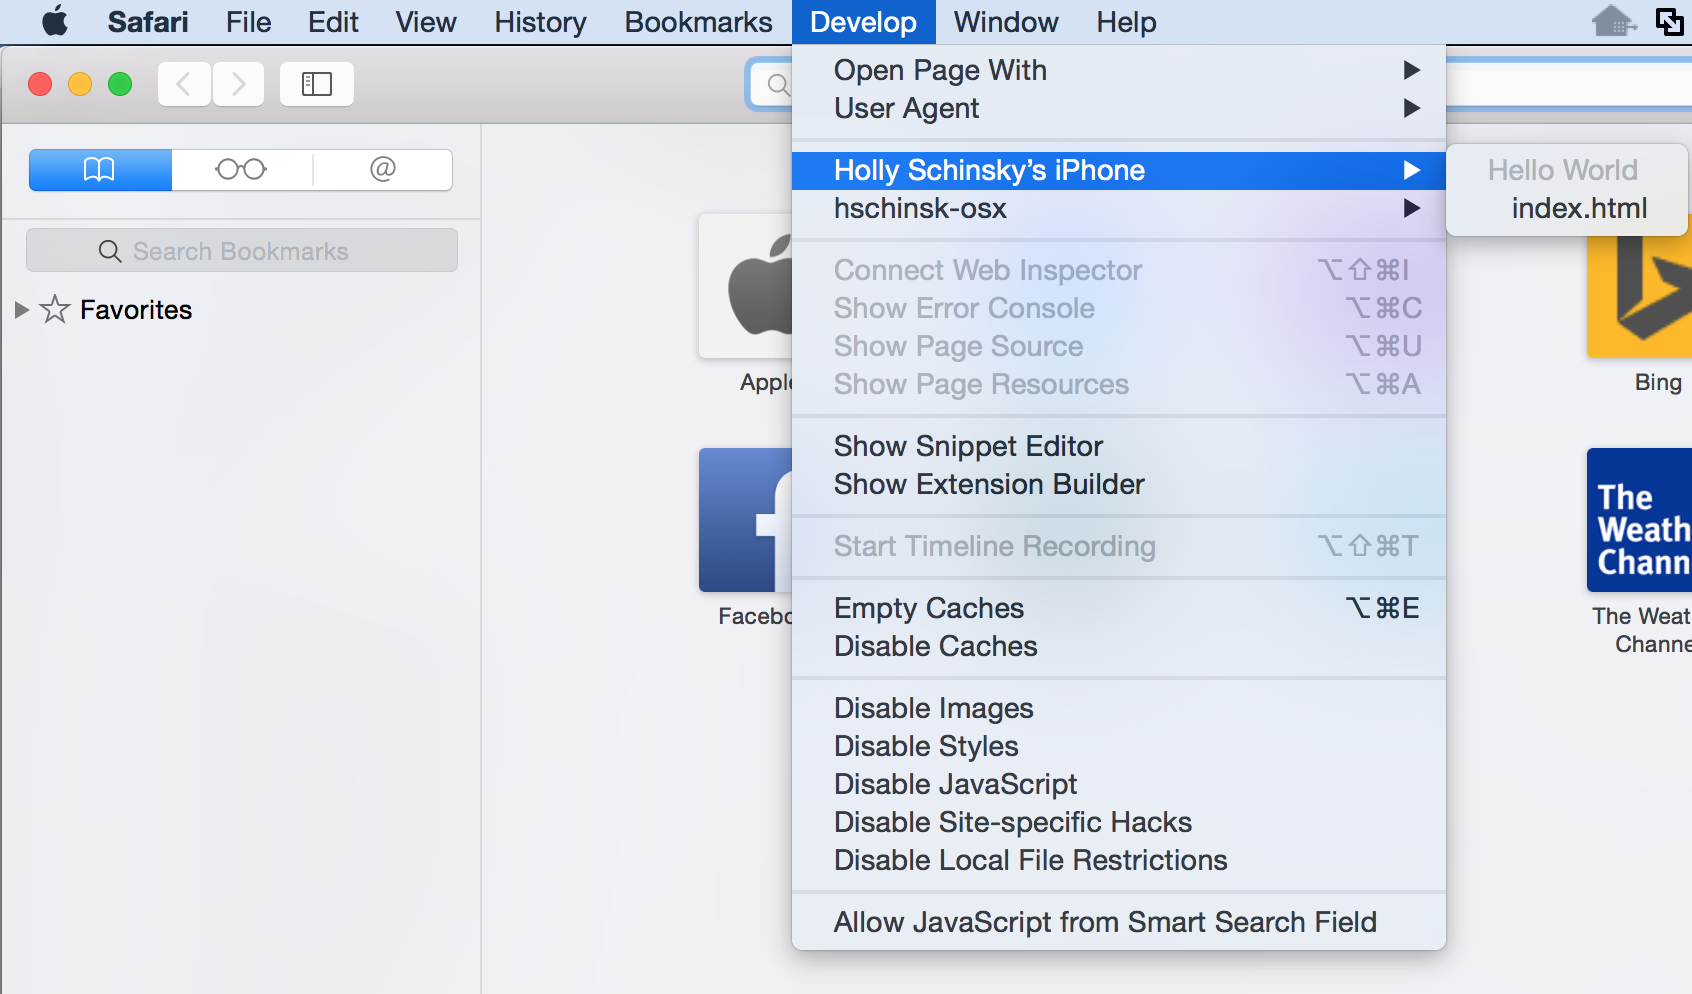 Safari File Edit View History Bookmarks Develop Window Help
Open Page With
User Agent
Holly Schinsky’s iPhone
Hello World
index.html
hschinsk-osx
@
Search Bookmarks
Favorites
Connect Web Inspector ⌥⇧⌘I
Show Error Console ⌥⌘C
Show Page Source ⌥⌘U
Show Page Resources ⌥⌘A
Apple
Bing
Show Snippet Editor
Show Extension Builder
Start Timeline Recording ⌥⇧⌘T
Empty Caches ⌥⌘E
Disable Caches
f
Facebo
The
Weath
Chann
The Weat
Channe
Disable Images
Disable Styles
Disable JavaScript
Disable Site-specific Hacks
Disable Local File Restrictions
Allow JavaScript from Smart Search Field